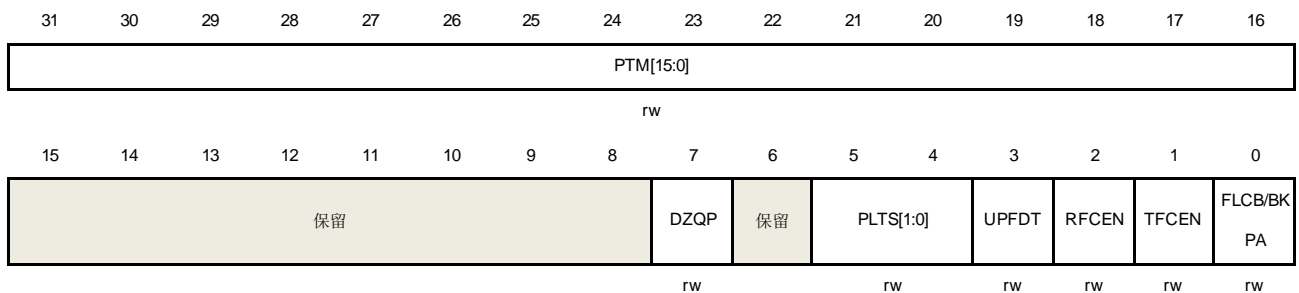 31 30 29 28 27 26 25 24 23 22 21 20 19 18 17 16
PTM[15:0]
rw
15 14 13 12 11 10 9 8 7 6 5 4 3 2 1 0
保留 DZQP 保留 PLTS[1:0] UPFDT RFCEN TFCEN FLCB/BK
PA
rw rw rw rw rw rw